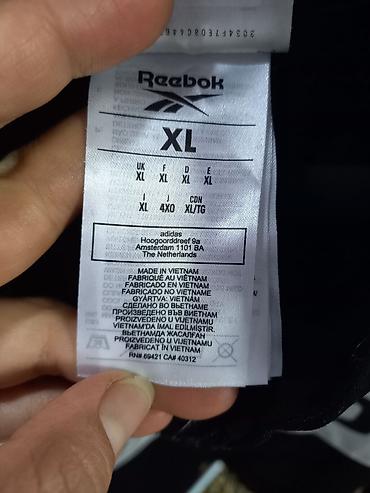 Reebok
XL
UK F D E
XL XL XL XL
I J CDN
XL 4XO XL/TG
adidas
Hoogoorddreef 9a
Amsterdam 1101 BA
The Netherlands
MADE IN VIETNAM
FABRIQUÉ AU VIÊTNAM
FABRICADO EN VIETNAM
FABRICADO NO VIETNAME
GYÁRTVA: VIETNÁM
СДЕЛАНО ВО ВЬЕТНАМЕ
ПРОИЗВЕДЕНО ВЪВ ВИЕТНАМ
PROIZVEDENO U VIJETNAMU
VIETNAM'DA İMAL EDİLMİŞTİR.
ВЬЕТНАМДА ЖАСАЛҒАН
PROIZVEDENO U VIJETNAMU
FABRICAT ÎN VIETNAM
RN# 69421 CA# 40312